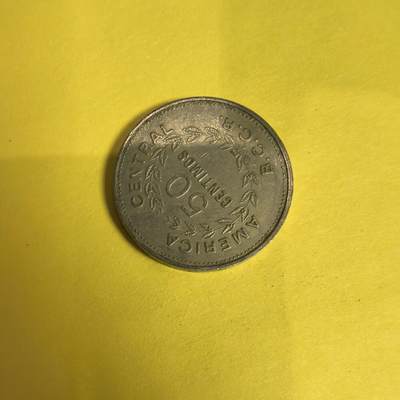 AMERICA CENTRAL
50
CENTIMOS
B.C.C.R.